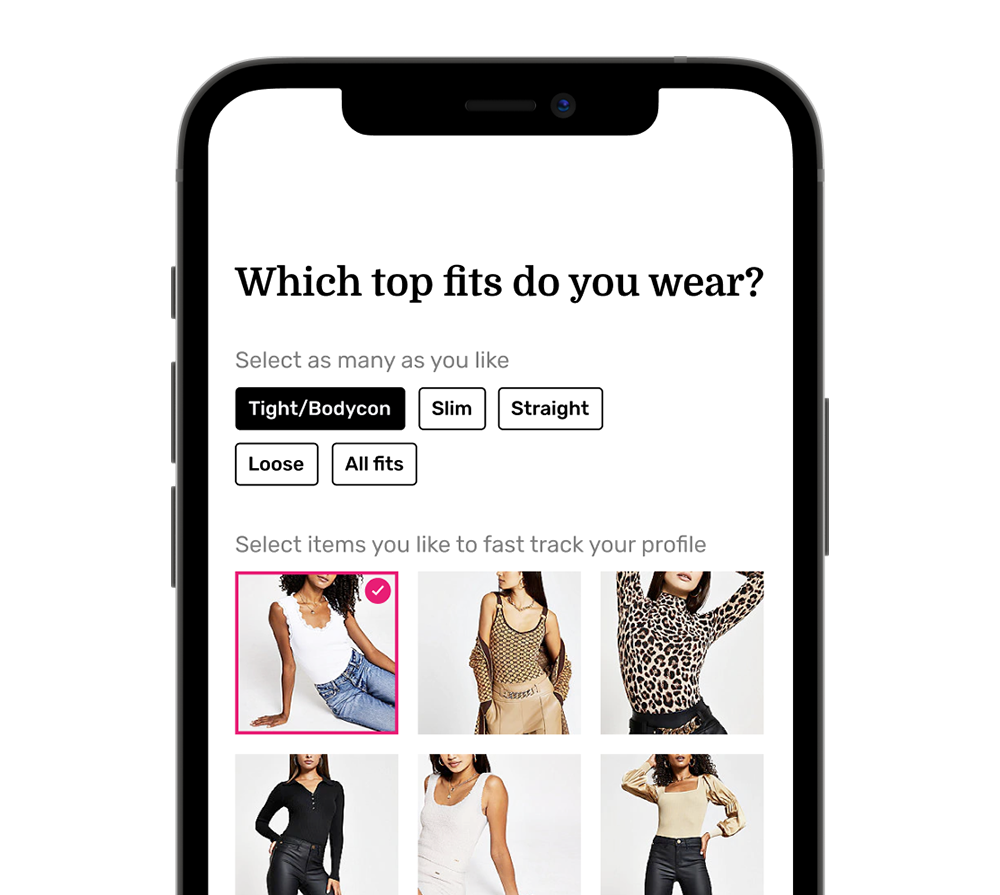 Which top fits do you wear?
Select as many as you like
Tight/Bodycon Slim Straight
Loose All fits
Select items you like to fast track your profile